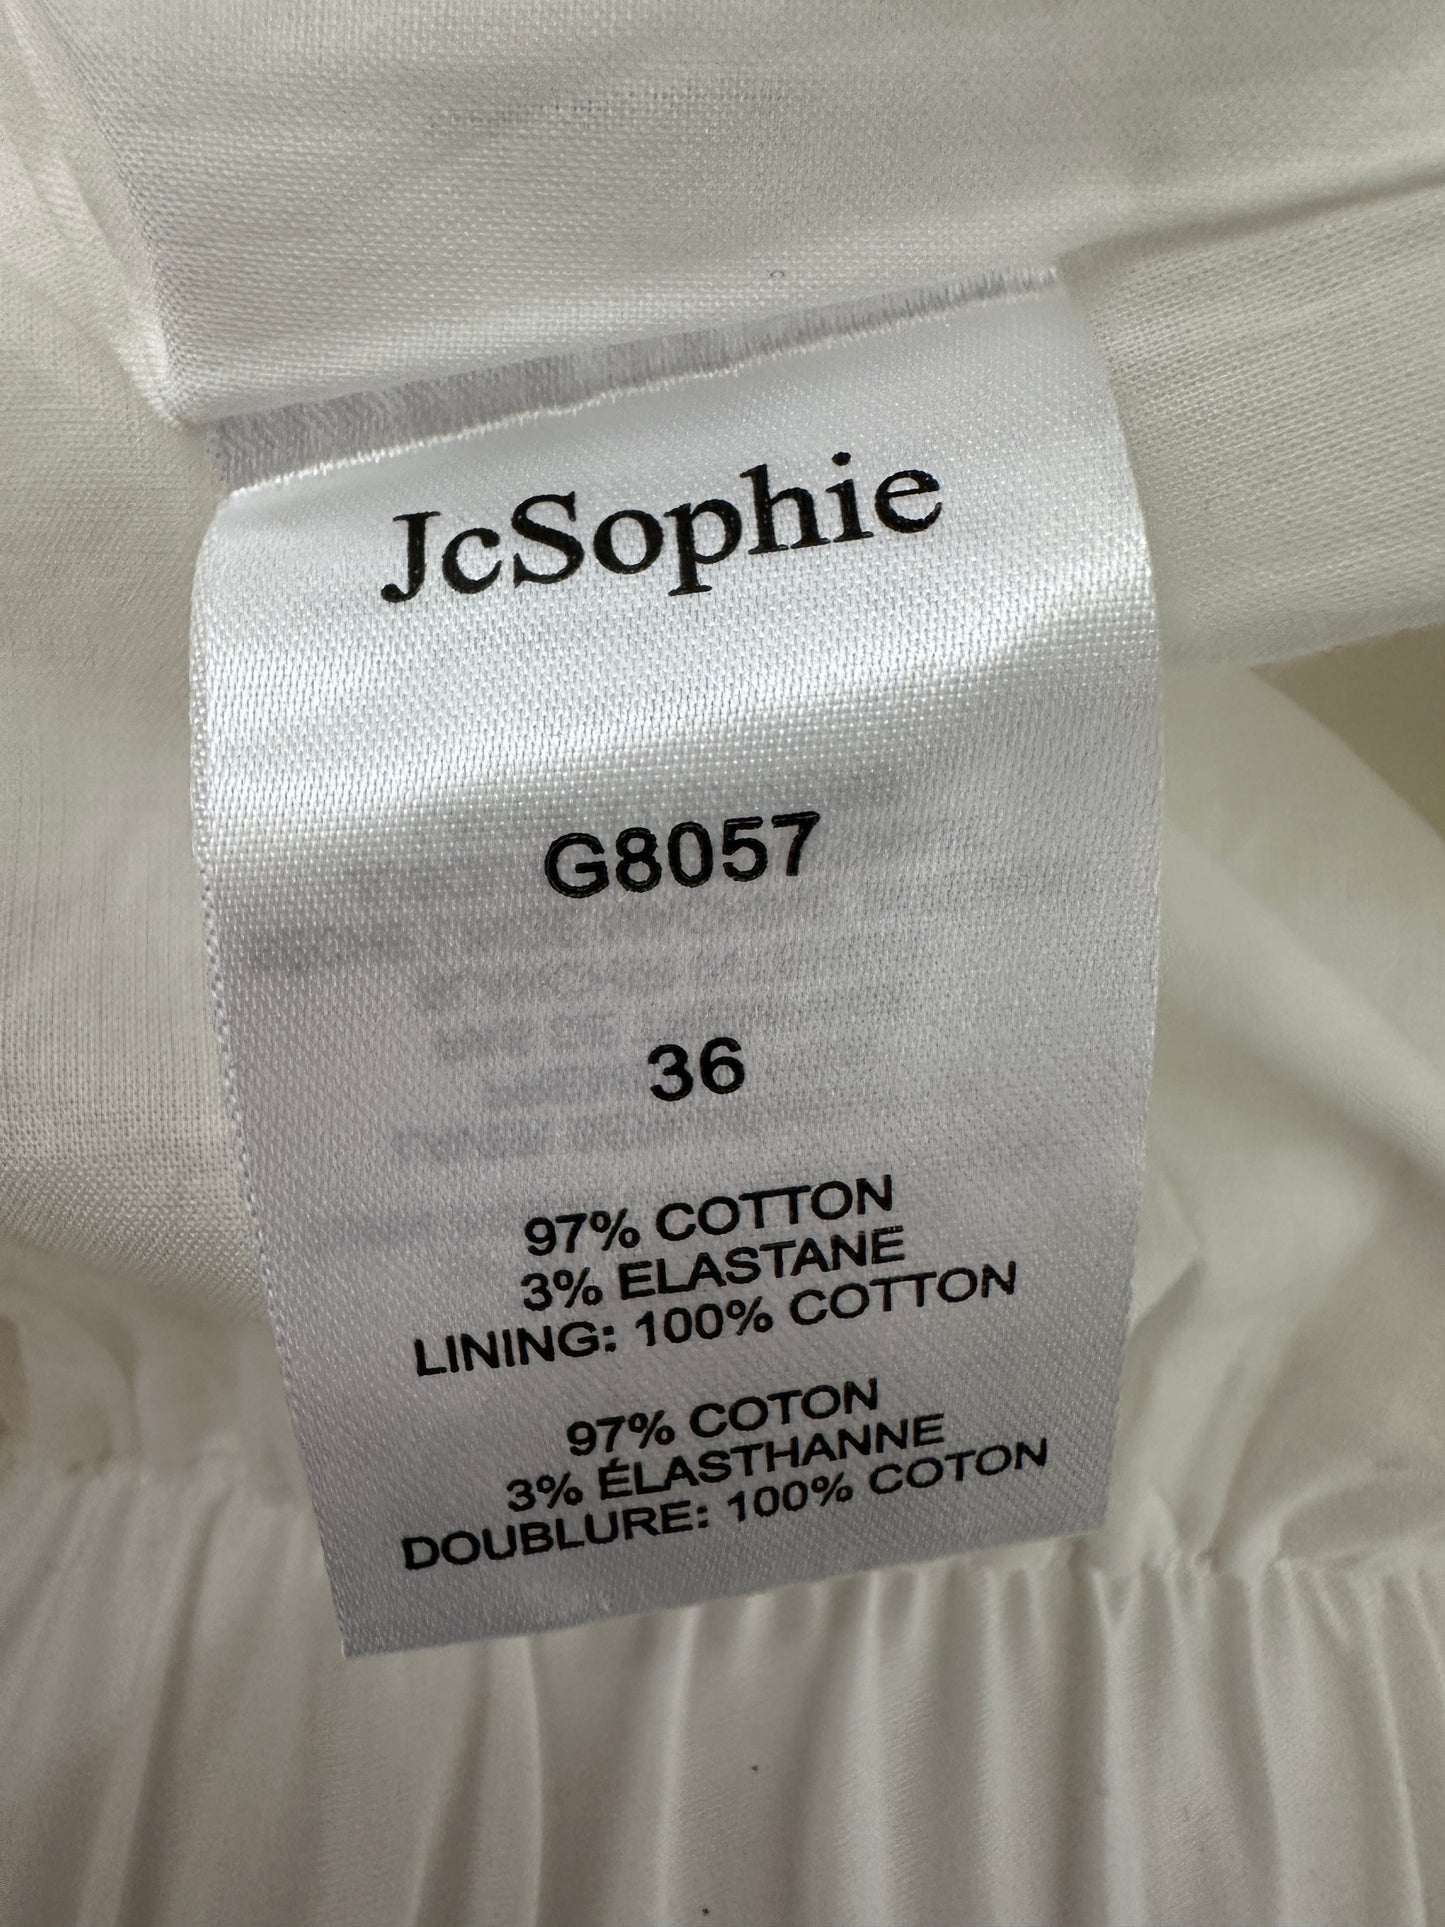 JcSophie
G8057
36
97% COTTON
3% ELASTANE
LINING: 100% COTTON
97% COTON
3% ÉLASTHANNE
DOUBLURE: 100% COTON